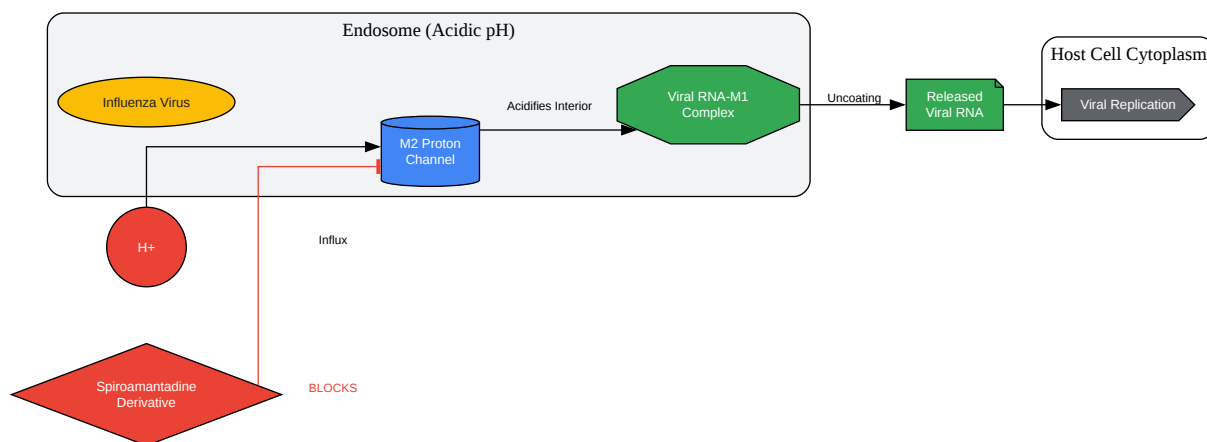 Endosome (Acidic pH)
Influenza Virus
M2 Proton
Channel
Acidifies Interior
Viral RNA-M1
Complex
Uncoating
Released
Viral RNA
Host Cell Cytoplasm
Viral Replication
H+
Influx
Spiroamantadine
Derivative
BLOCKS